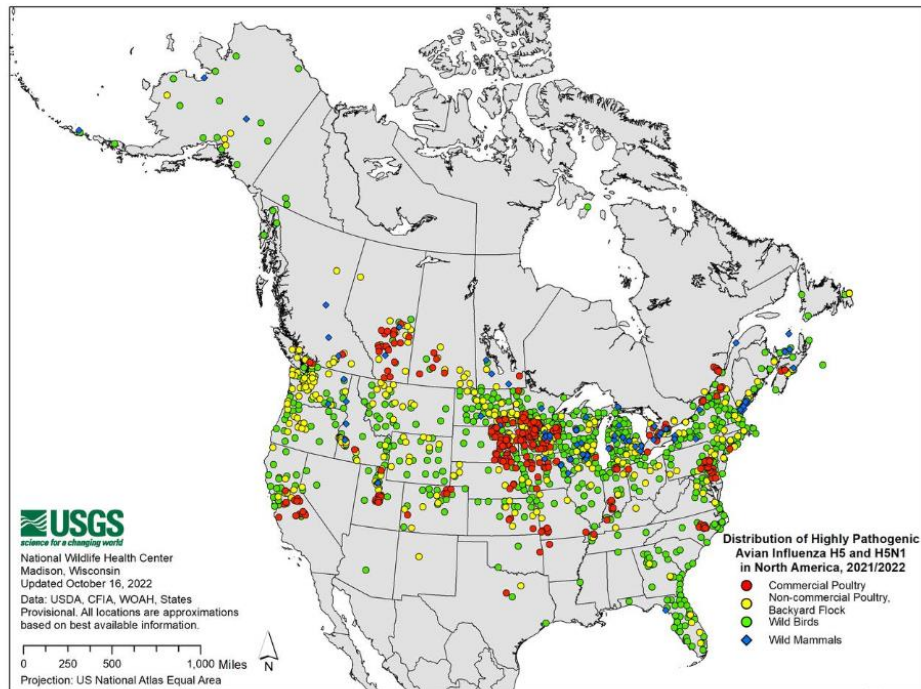 USGS
science for a changing world
National Wildlife Health Center
Madison, Wisconsin
Updated October 16, 2022
Data: USDA, CFIA, WOAH, States
Provisional. All locations are approximations
based on best available information.
0 250 500 1,000 Miles
N
Projection: US National Atlas Equal Area
Distribution of Highly Pathogenic
Avian Influenza H5 and H5N1
in North America, 2021/2022
Commercial Poultry
Non-commercial Poultry,
Backyard Flock
Wild Birds
Wild Mammals